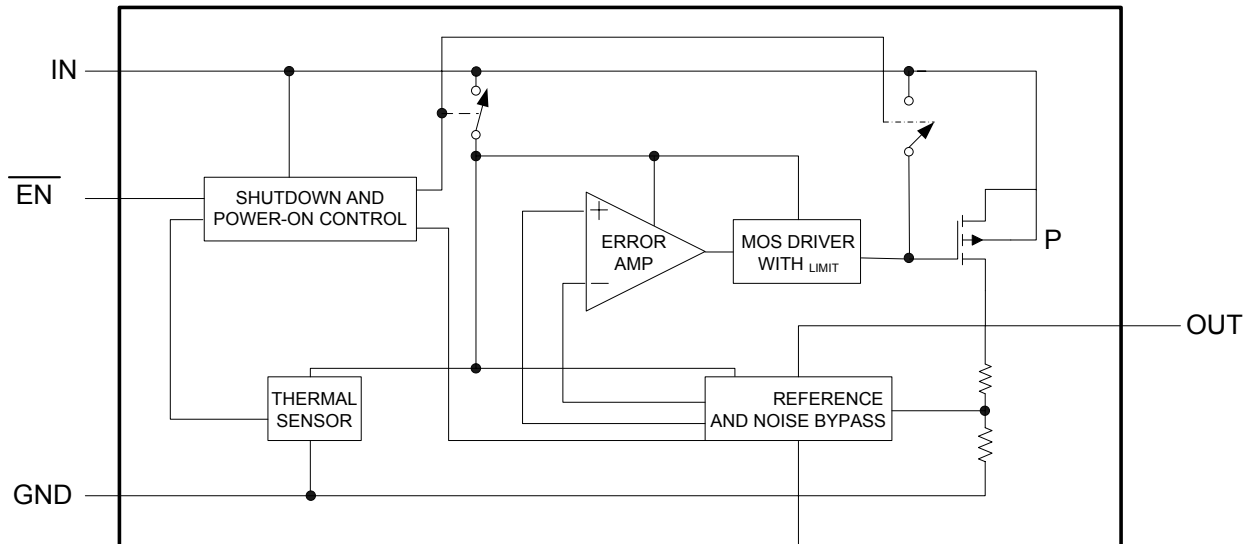 IN
EN
SHUTDOWN AND
POWER-ON CONTROL
+
ERROR
AMP
−
MOS DRIVER
WITH LIMIT
P
OUT
THERMAL
SENSOR
REFERENCE
AND NOISE BYPASS
GND